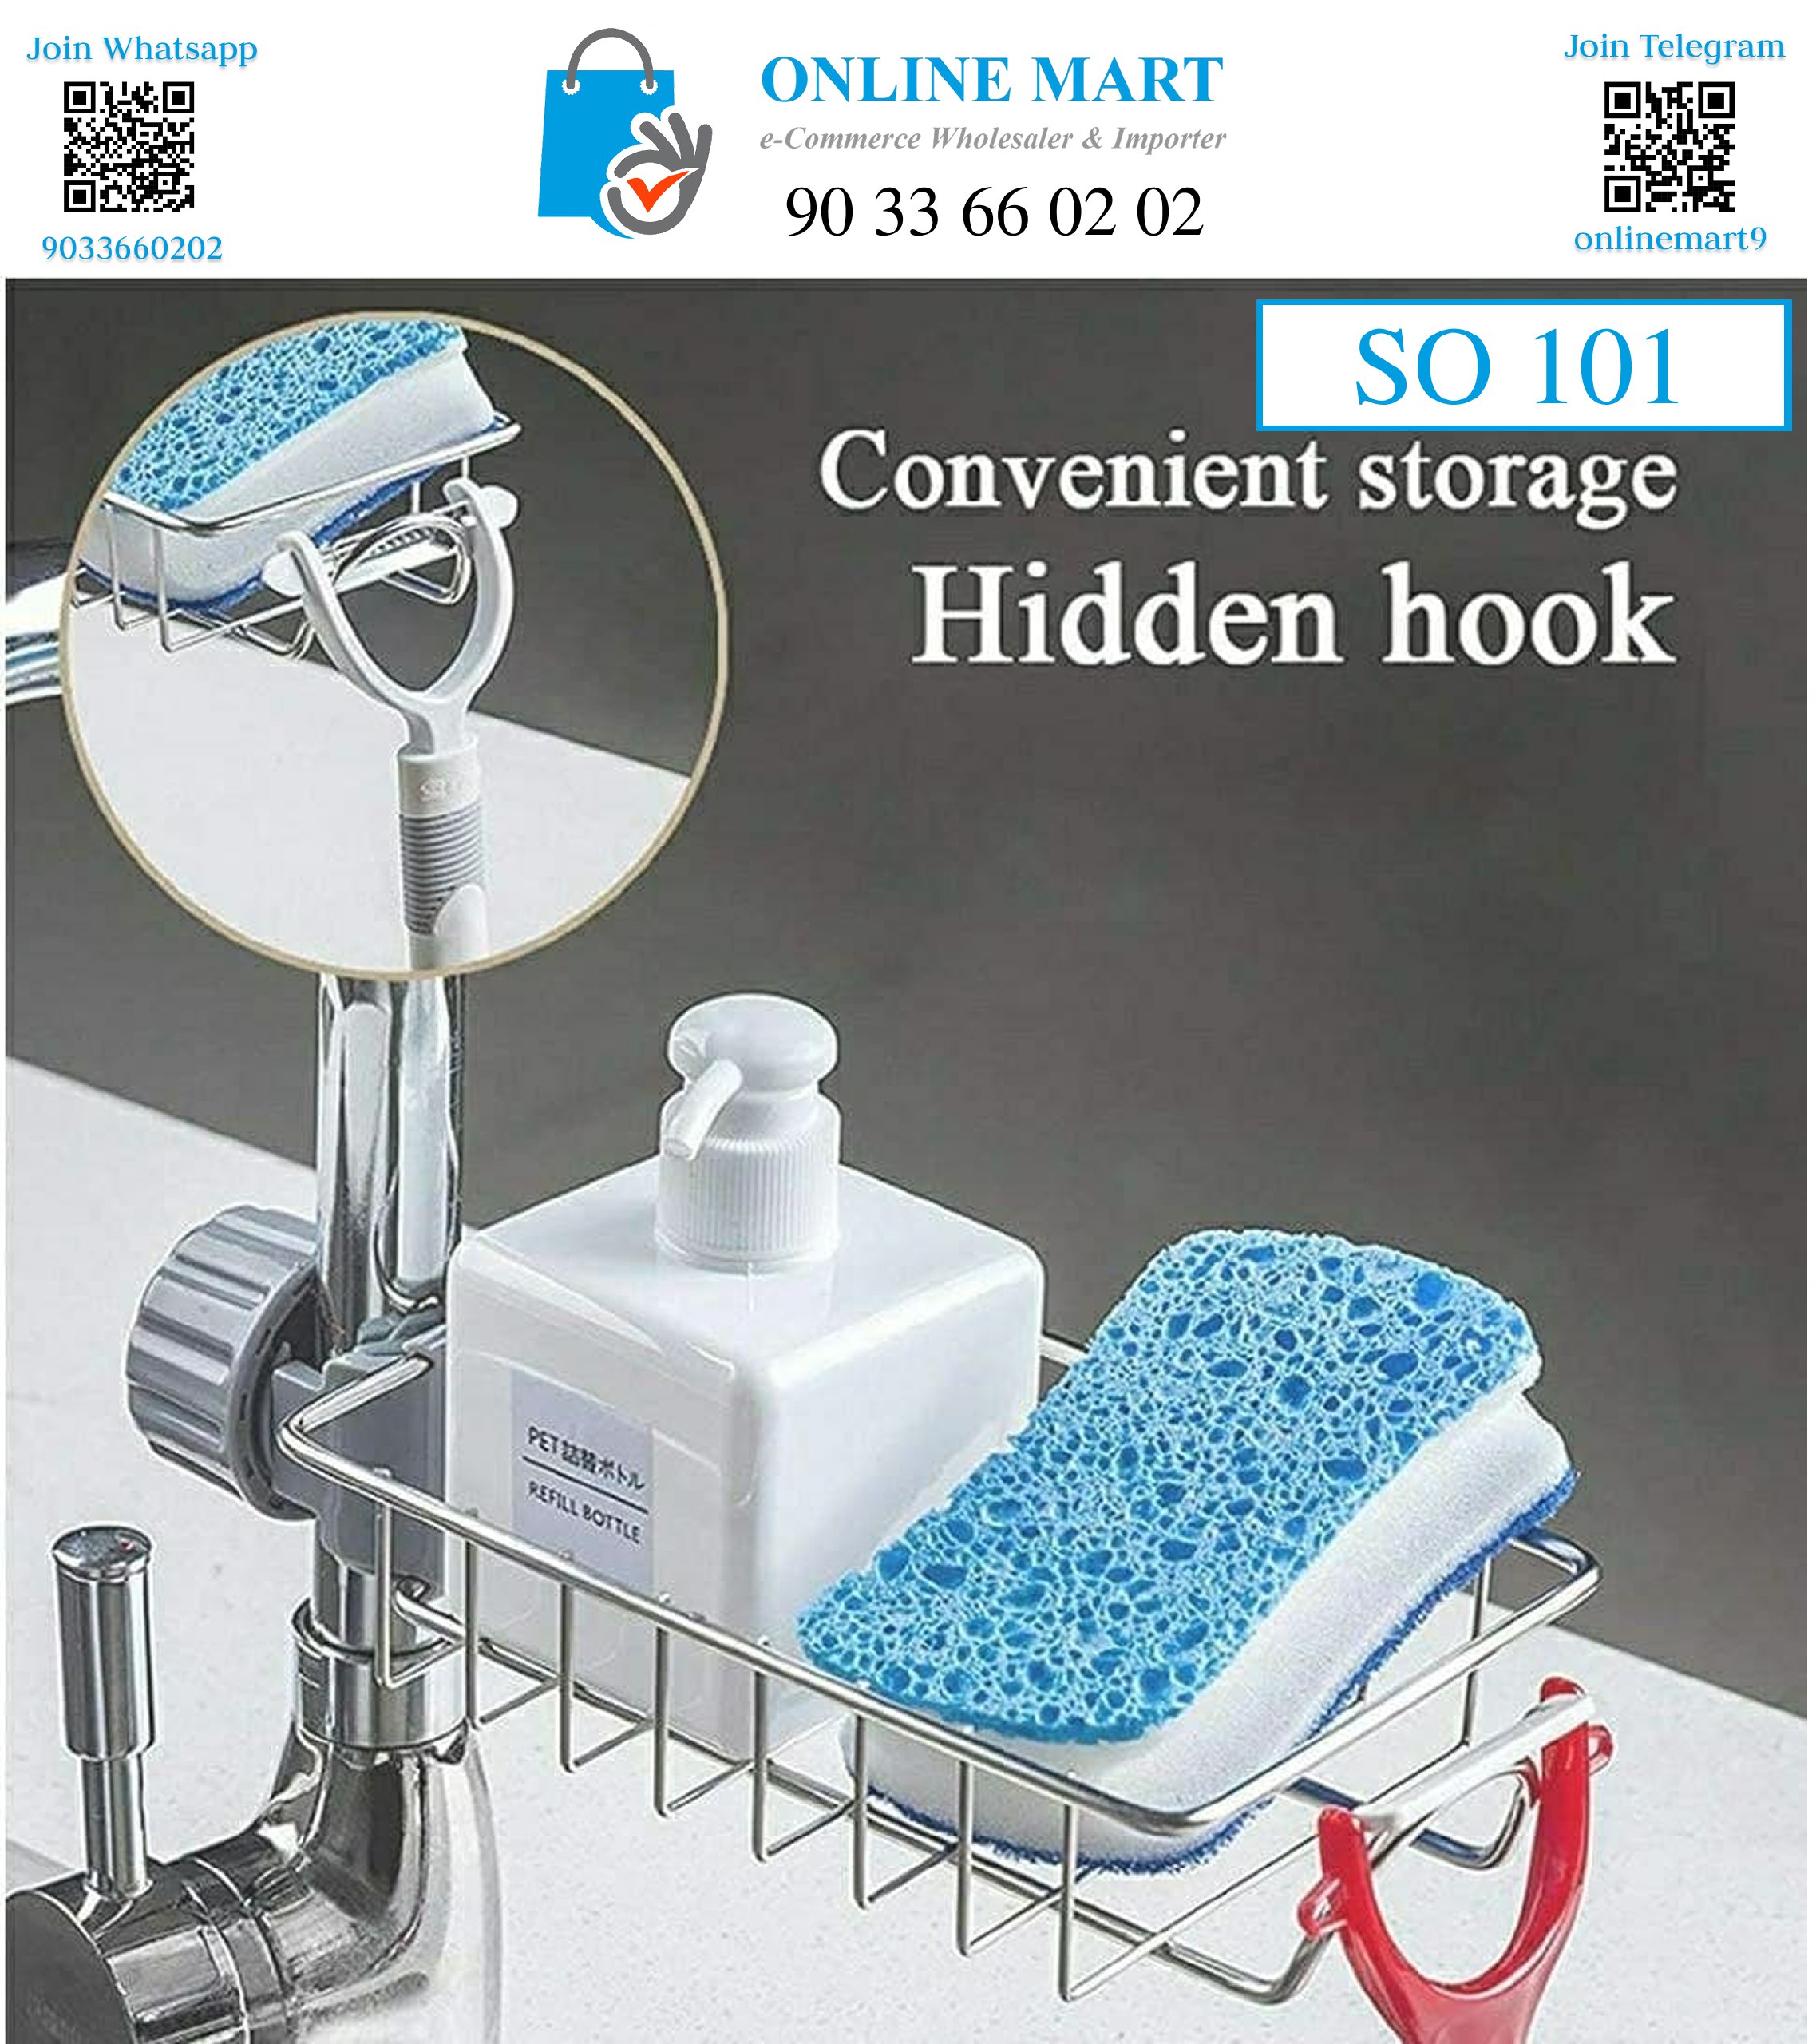 Join Whatsapp
9033660202
ONLINE MART
e-Commerce Wholesaler & Importer
90 33 66 02 02
Join Telegram
onlinemart9
SO 101
Convenient storage
Hidden hook
PET詰替ボトル
REFILL BOTTLE